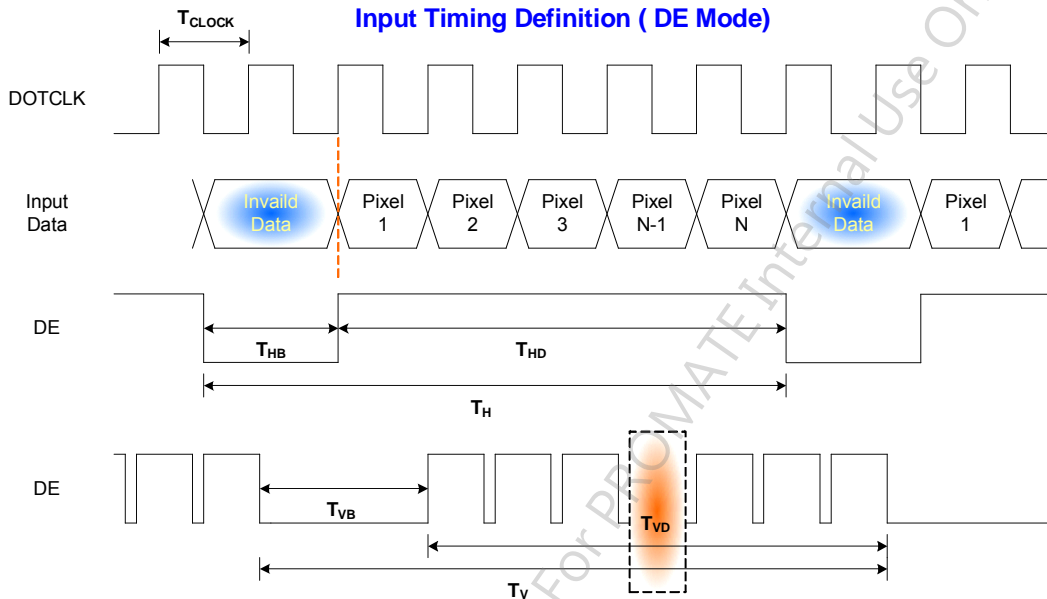 Input Timing Definition ( DE Mode)
TCLOCK
DOTCLK
Input
Data
Invaild
Data
Pixel
1
Pixel
2
Pixel
3
Pixel
N-1
Pixel
N
Invaild
Data
Pixel
1
DE
THB
THD
TH
DE
TVB
TVD
TV
For PROMATE Internal Use On